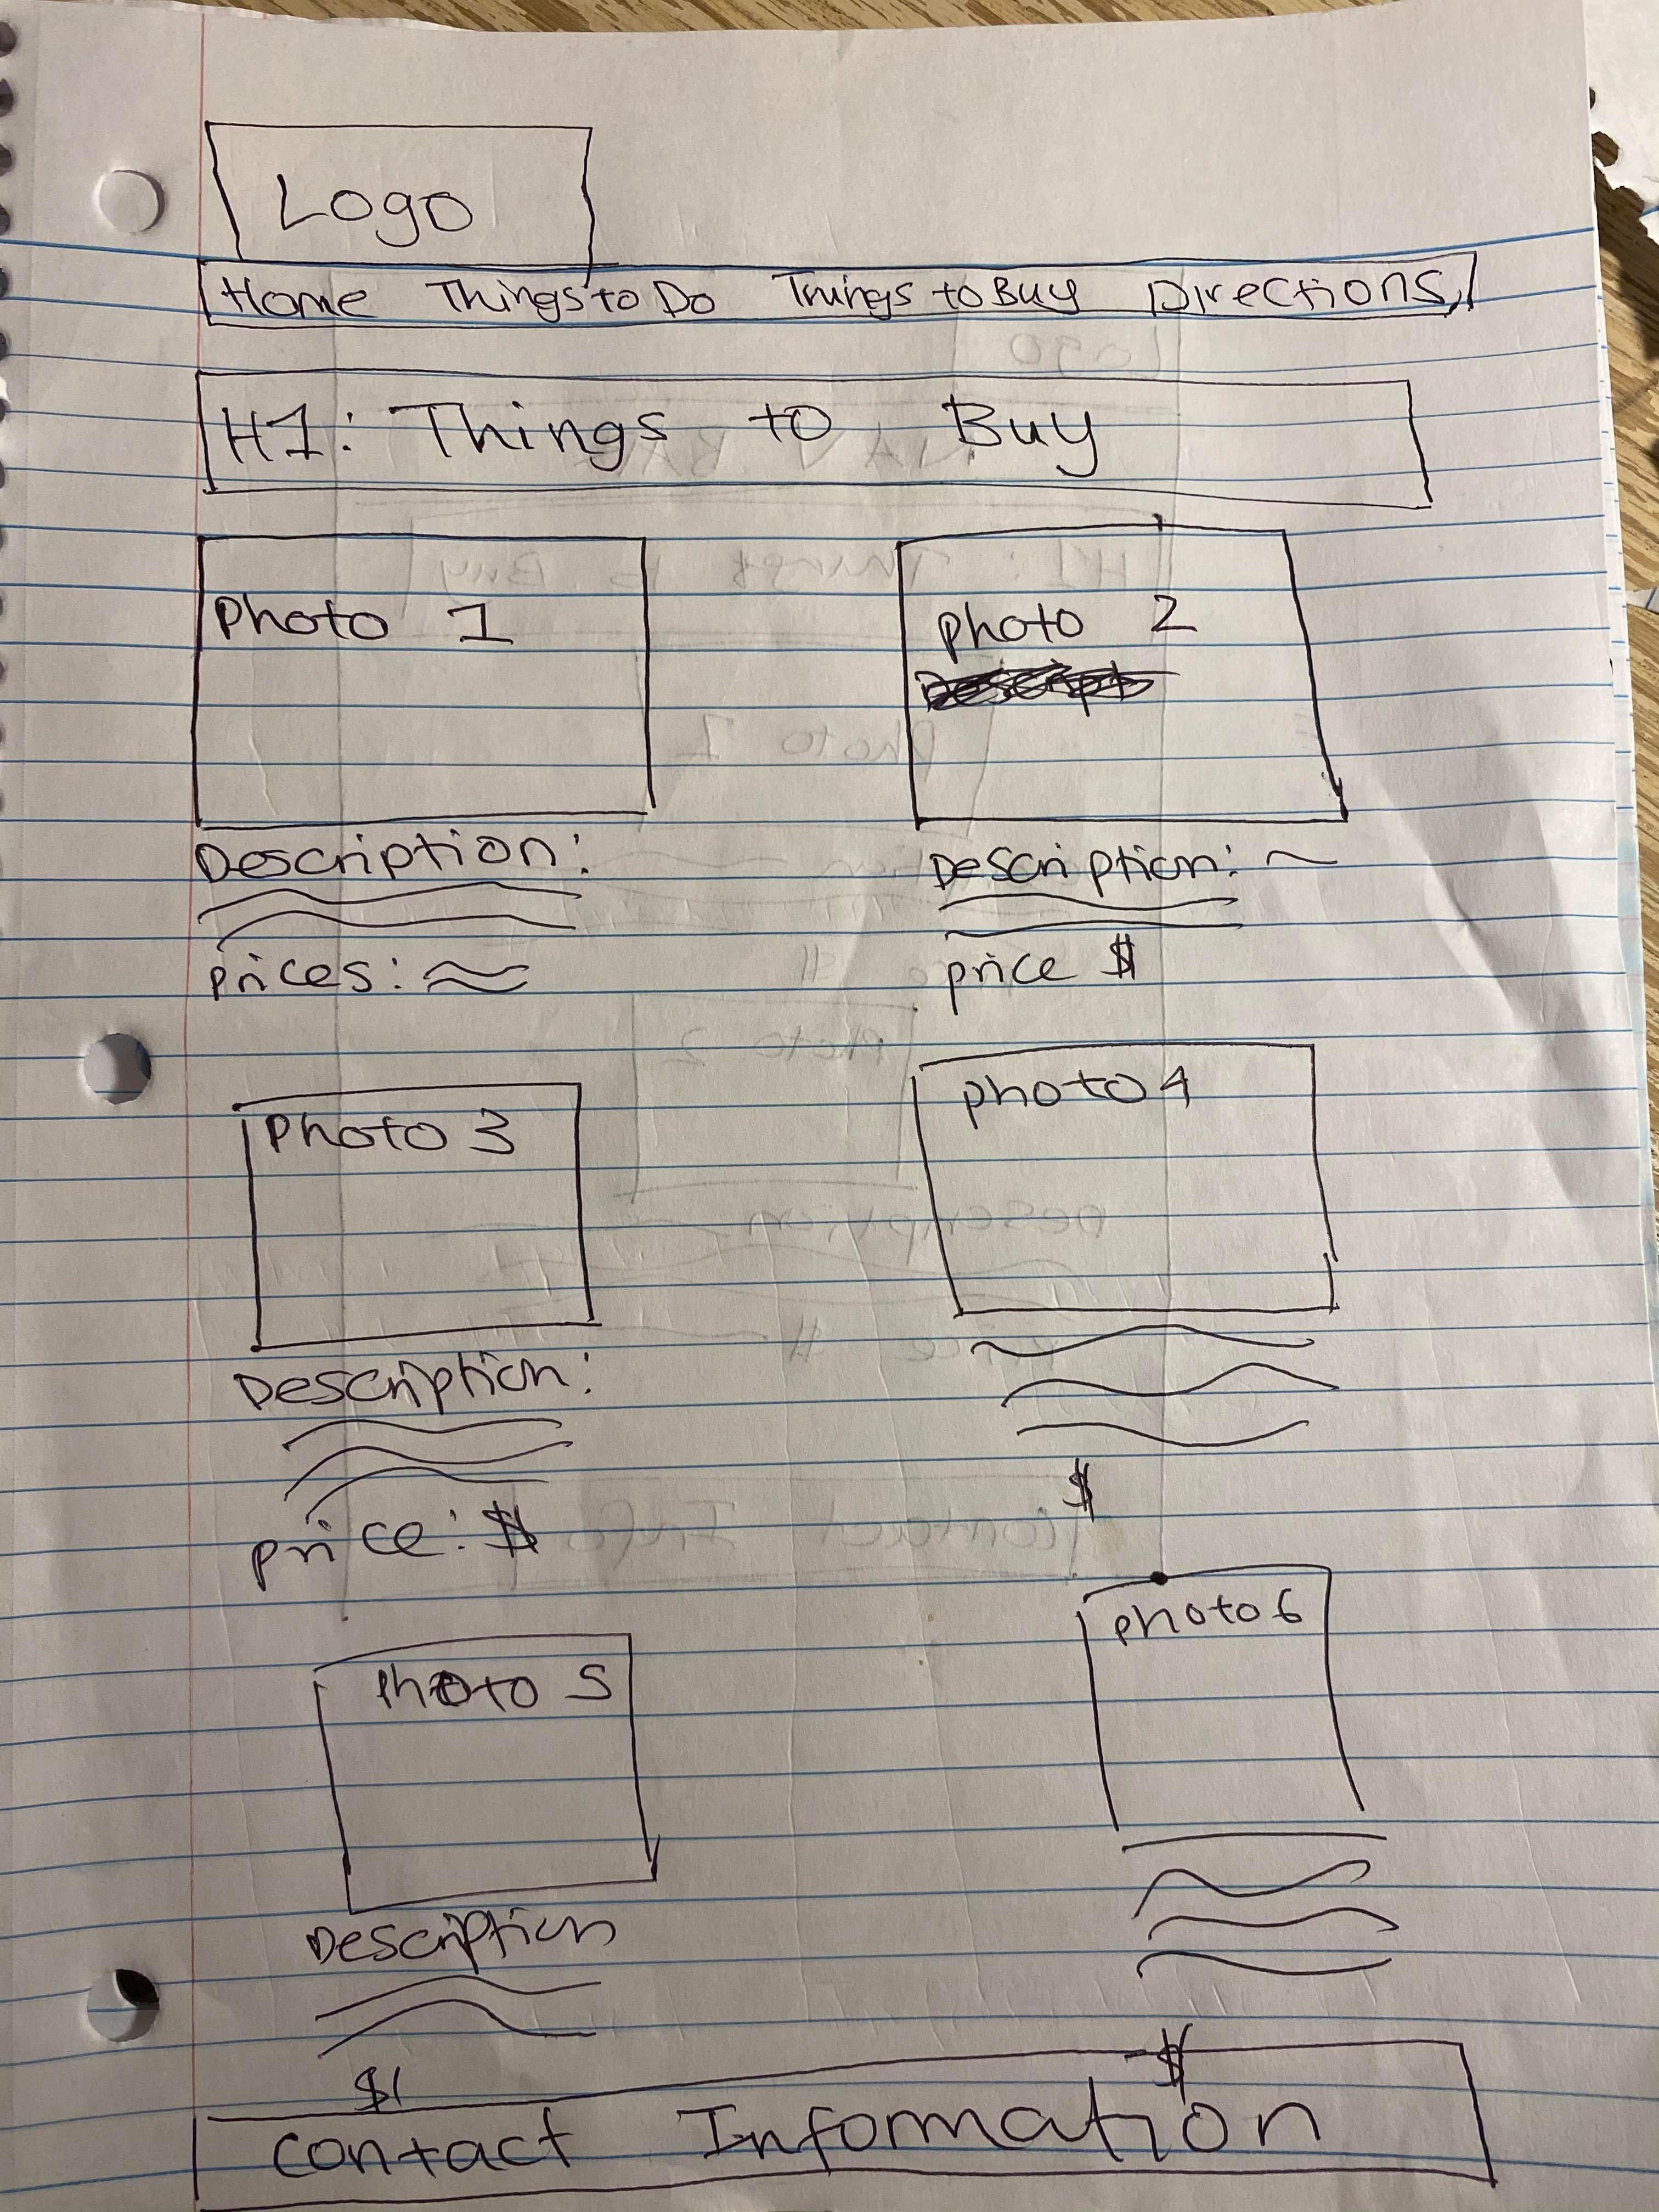 Logo
Home Things to Do Things to Buy Directions
H1: Things to Buy
Photo 1
photo 2
Description:
prices:
Description:
price $
Photo 3
photo 4
Description:
price: $
$
Photo 5
photo 6
Description
$
$
Contact Information